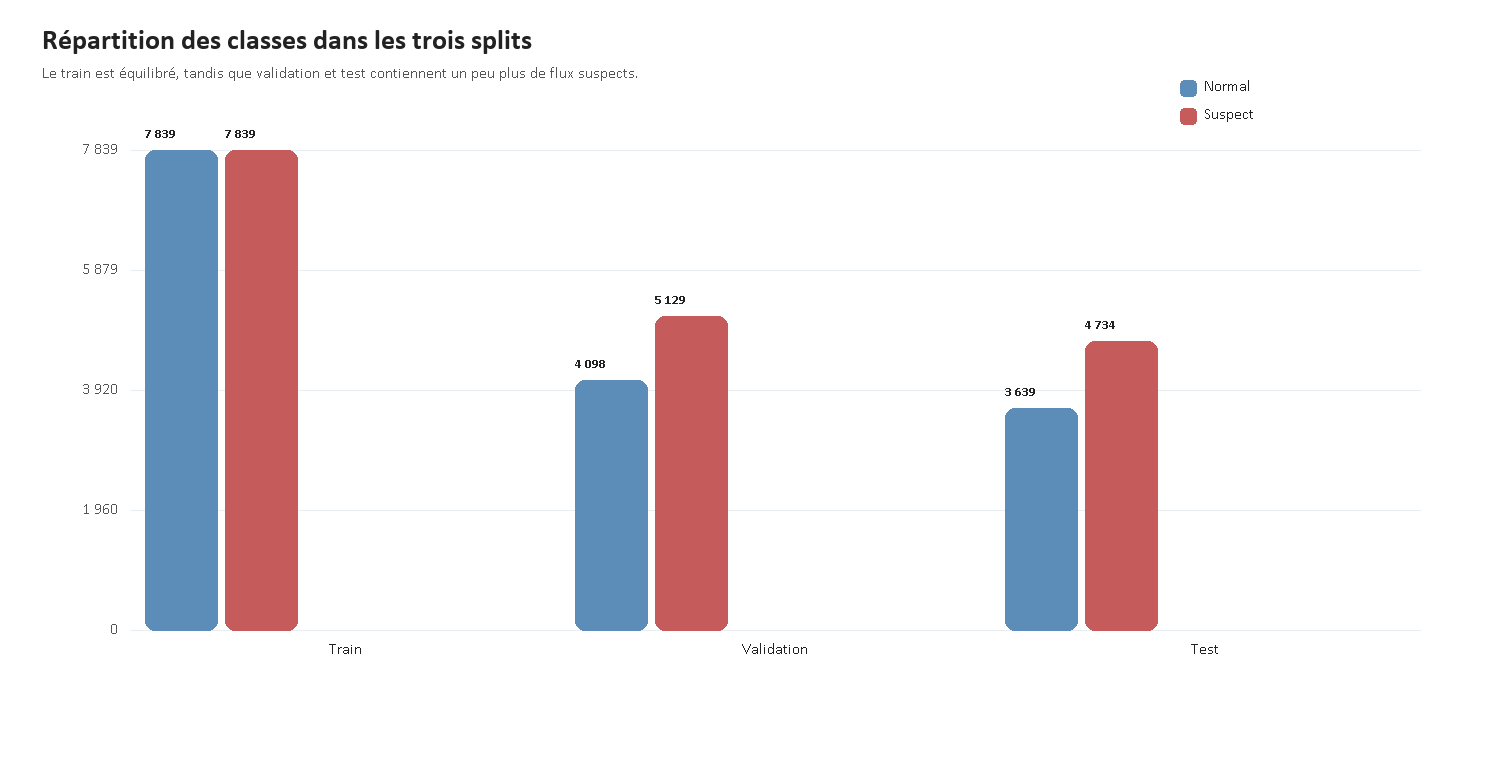 Répartition des classes dans les trois splits
Le train est équilibré, tandis que validation et test contiennent un peu plus de flux suspects.
Normal
Suspect
7 839
7 839
7 839
5 879
5 129
4 734
4 098
3 920
3 639
1 960
0
Train
Validation
Test